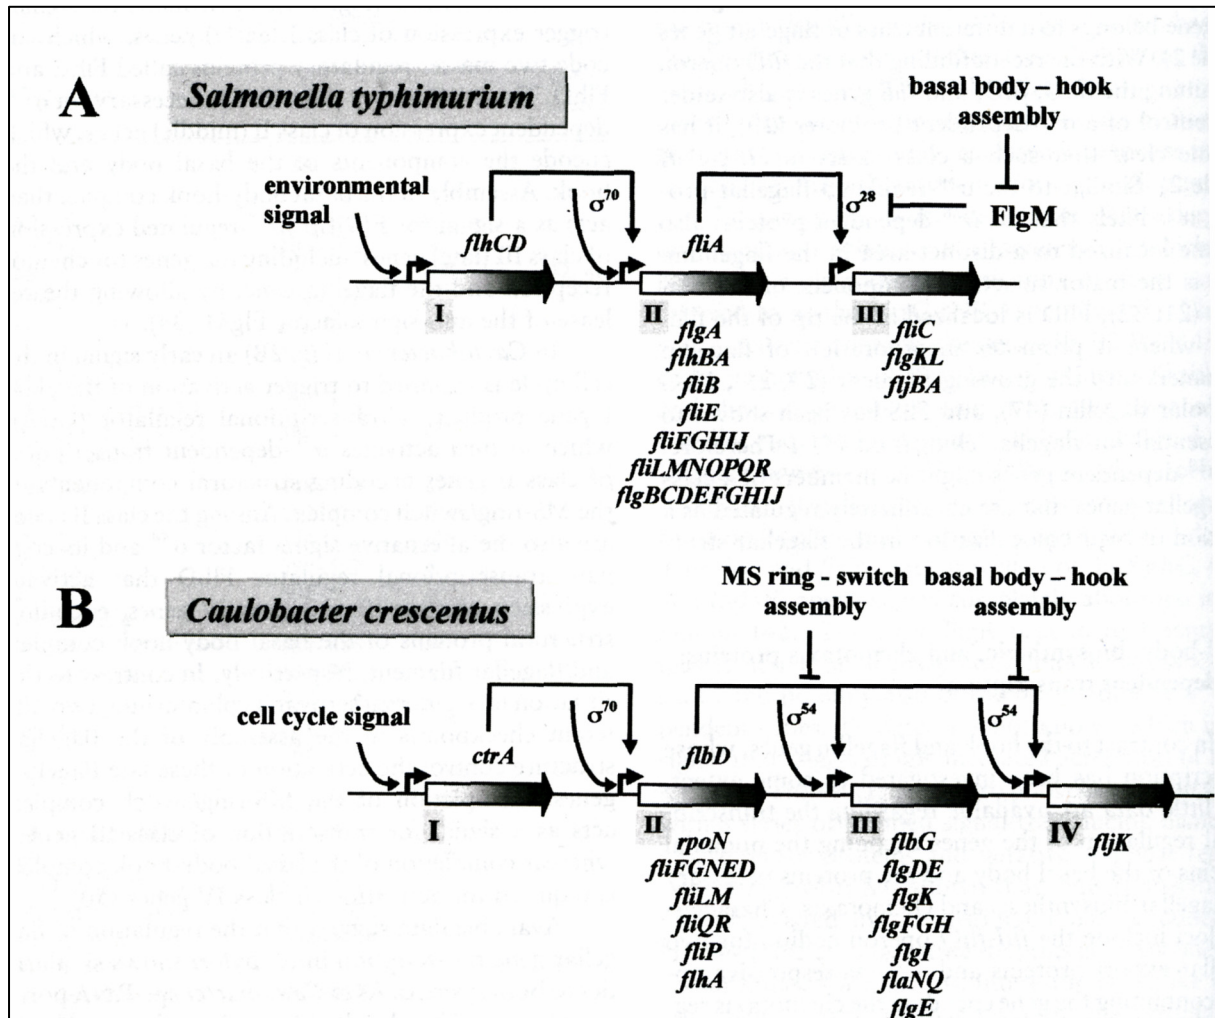 A
Salmonella typhimurium
basal body – hook
assembly
environmental
signal
σ70
σ28
FlgM
flhCD
fliA
I
II
III
flgA
flhBA
fliB
fliE
fliFGHIJ
fliLMNOPQR
flgBCDEFGHIJ
fliC
flgKL
fljBA
B
Caulobacter crescentus
MS ring - switch
assembly
basal body – hook
assembly
cell cycle signal
σ70
σ54
σ54
ctrA
flbD
I
II
III
IV
rpoN
fliFGNED
fliLM
fliQR
fliP
flhA
flbG
flgDE
flgK
flgFGH
flgI
flaNQ
flgE
fljK